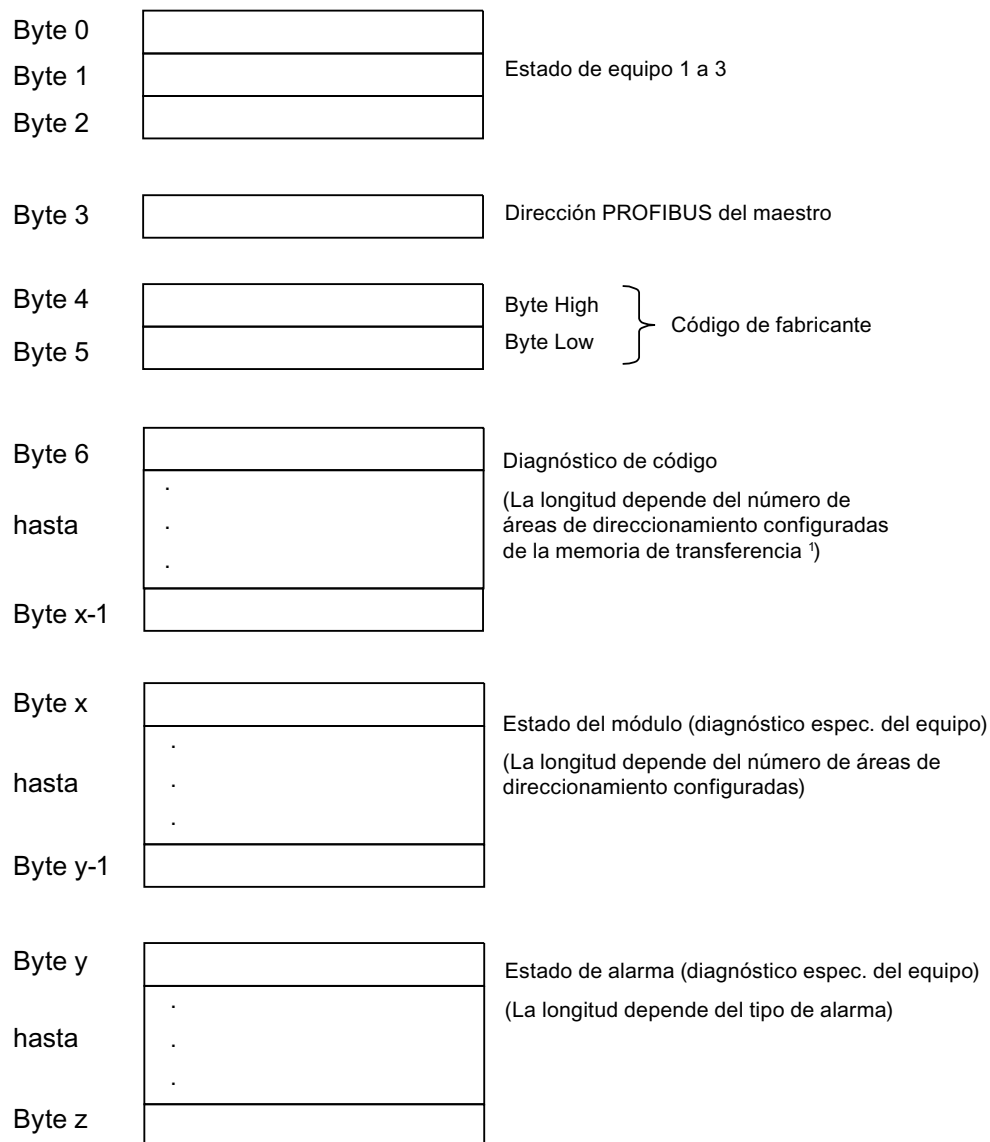 Byte 0
Byte 1
Estado de equipo 1 a 3
Byte 2
Byte 3
Dirección PROFIBUS del maestro
Byte 4
Byte High
Código de fabricante
Byte 5
Byte Low
Byte 6
Diagnóstico de código
(La longitud depende del número de
hasta
áreas de direccionamiento configuradas
de la memoria de transferencia ¹)
Byte x-1
Byte x
Estado del módulo (diagnóstico espec. del equipo)
(La longitud depende del número de áreas de
hasta
direccionamiento configuradas)
Byte y-1
Byte y
Estado de alarma (diagnóstico espec. del equipo)
(La longitud depende del tipo de alarma)
hasta
Byte z